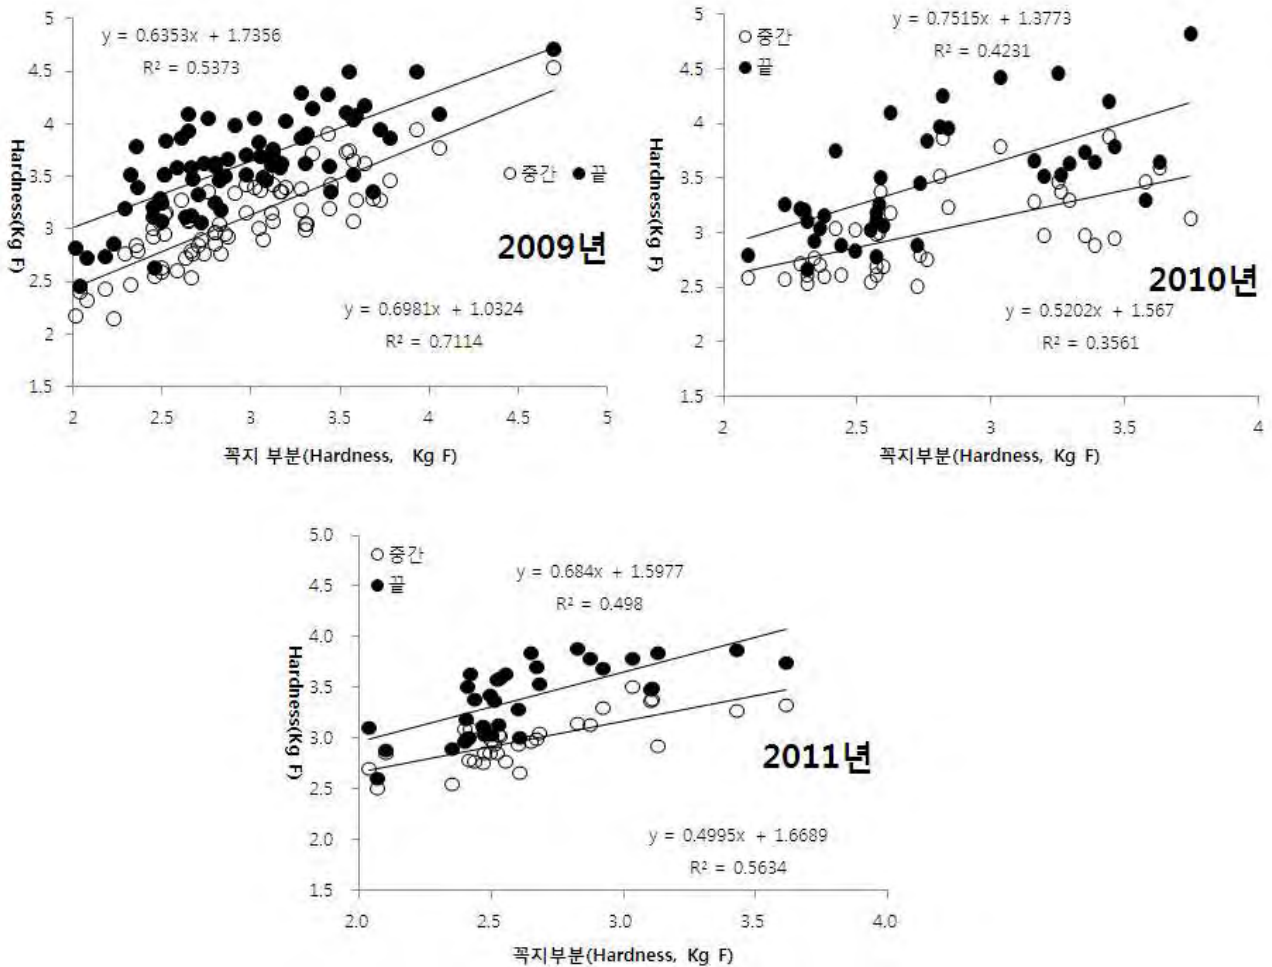 y = 0.6353x + 1.7356
R² = 0.5373
5
4.5
4
3.5
3
2.5
2
1.5
Hardness(Kg F)
○ 중간 ● 끝
2009년
y = 0.6981x + 1.0324
R² = 0.7114
2 2.5 3 3.5 4 4.5 5
꼭지 부분(Hardness, Kg F)
y = 0.7515x + 1.3773
R² = 0.4231
○ 중간
● 끝
5
4.5
4
3.5
3
2.5
2
1.5
Hardness(Kg F)
2010년
y = 0.5202x + 1.567
R² = 0.3561
2 2.5 3 3.5 4
꼭지부분(Hardness, Kg F)
5.0
4.5
4.0
3.5
3.0
2.5
2.0
1.5
○ 중간
● 끝
y = 0.684x + 1.5977
R² = 0.498
Hardness(Kg F)
2011년
y = 0.4995x + 1.6689
R² = 0.5634
2.0 2.5 3.0 3.5 4.0
꼭지부분(Hardness, Kg F)